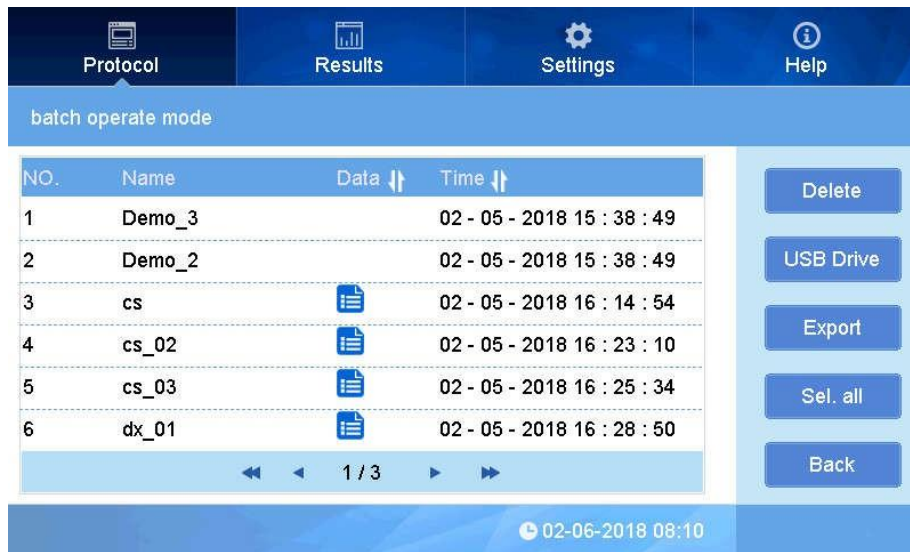 Protocol Results Settings Help
batch operate mode
NO. Name Data Time
1 Demo_3 02 - 05 - 2018 15 : 38 : 49
2 Demo_2 02 - 05 - 2018 15 : 38 : 49
3 cs 02 - 05 - 2018 16 : 14 : 54
4 cs_02 02 - 05 - 2018 16 : 23 : 10
5 cs_03 02 - 05 - 2018 16 : 25 : 34
6 dx_01 02 - 05 - 2018 16 : 28 : 50
1 / 3
Delete
USB Drive
Export
Sel. all
Back
02-06-2018 08:10